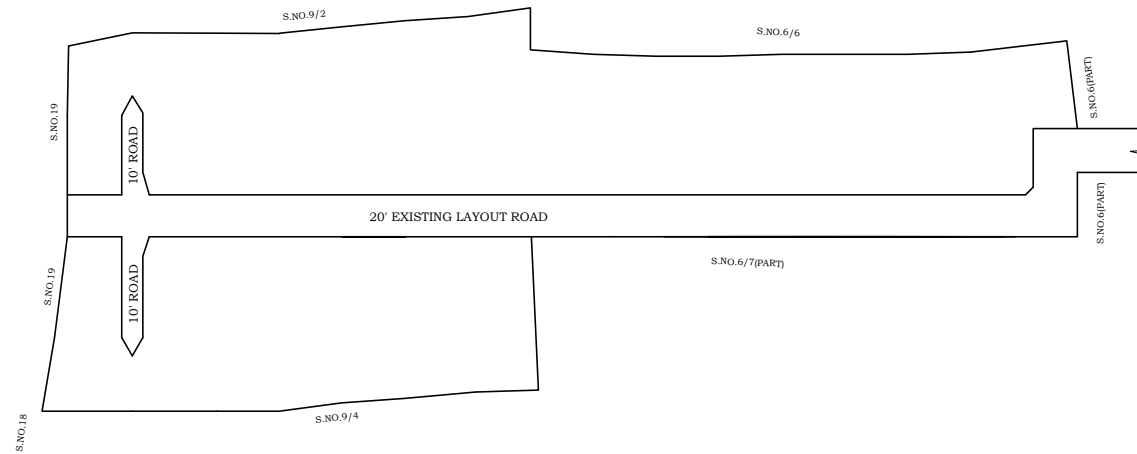 S.NO.9/2
S.NO.6/6
S.NO.6(PART)
S.NO.19
10' ROAD
20' EXISTING LAYOUT ROAD
S.NO.6(PART)
S.NO.6/7(PART)
S.NO.19
10' ROAD
S.NO.9/4
S.NO.18